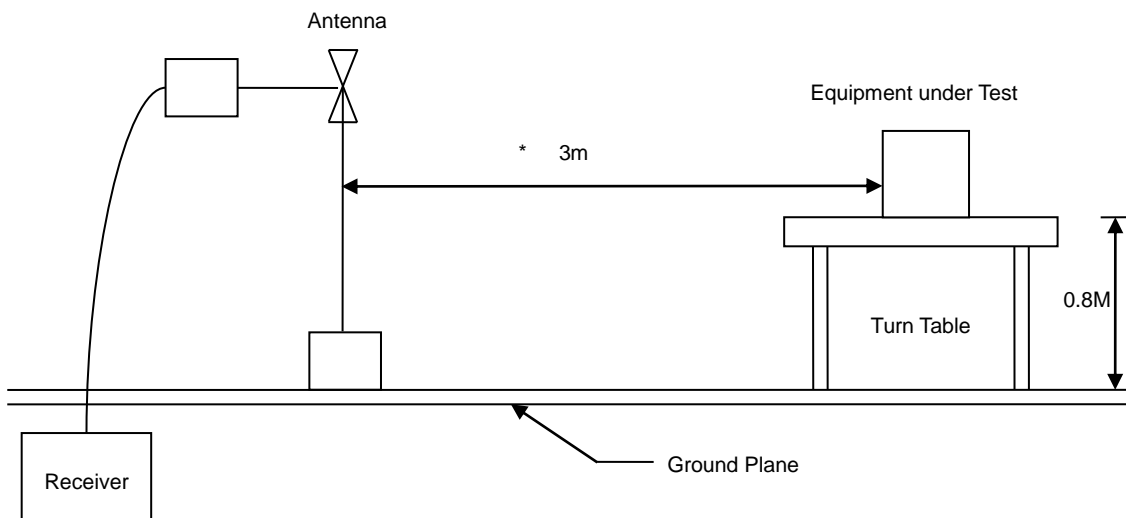 Antenna
Equipment under Test
* 3m
0.8M
Turn Table
Ground Plane
Receiver